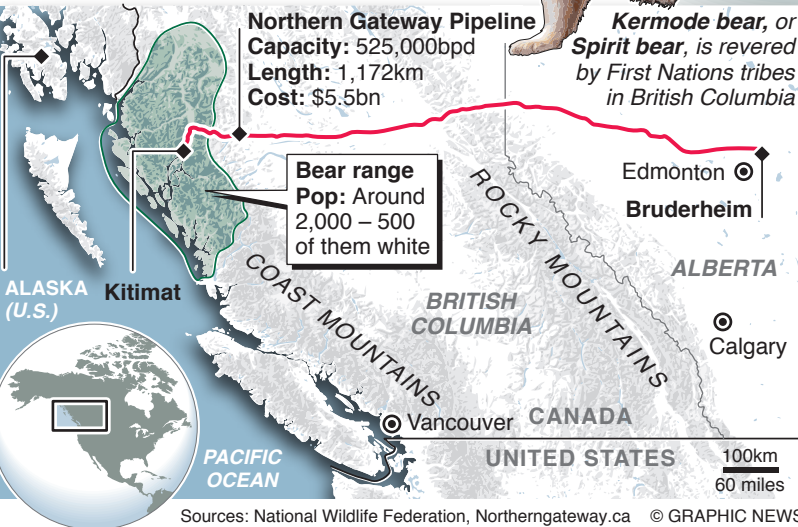 Northern Gateway Pipeline
Capacity: 525,000bpd
Length: 1,172km
Cost: $5.5bn
Kermode bear, or
Spirit bear, is revered
by First Nations tribes
in British Columbia
Bear range
Pop: Around
2,000 – 500
of them white
Edmonton
Bruderheim
ROCKY MOUNTAINS
ALBERTA
ALASKA
(U.S.)
Kitimat
COAST MOUNTAINS
BRITISH
COLUMBIA
Calgary
Vancouver
CANADA
UNITED STATES
PACIFIC
OCEAN
100km
60 miles
Sources: National Wildlife Federation, Northerngateway.ca
© GRAPHIC NEWS